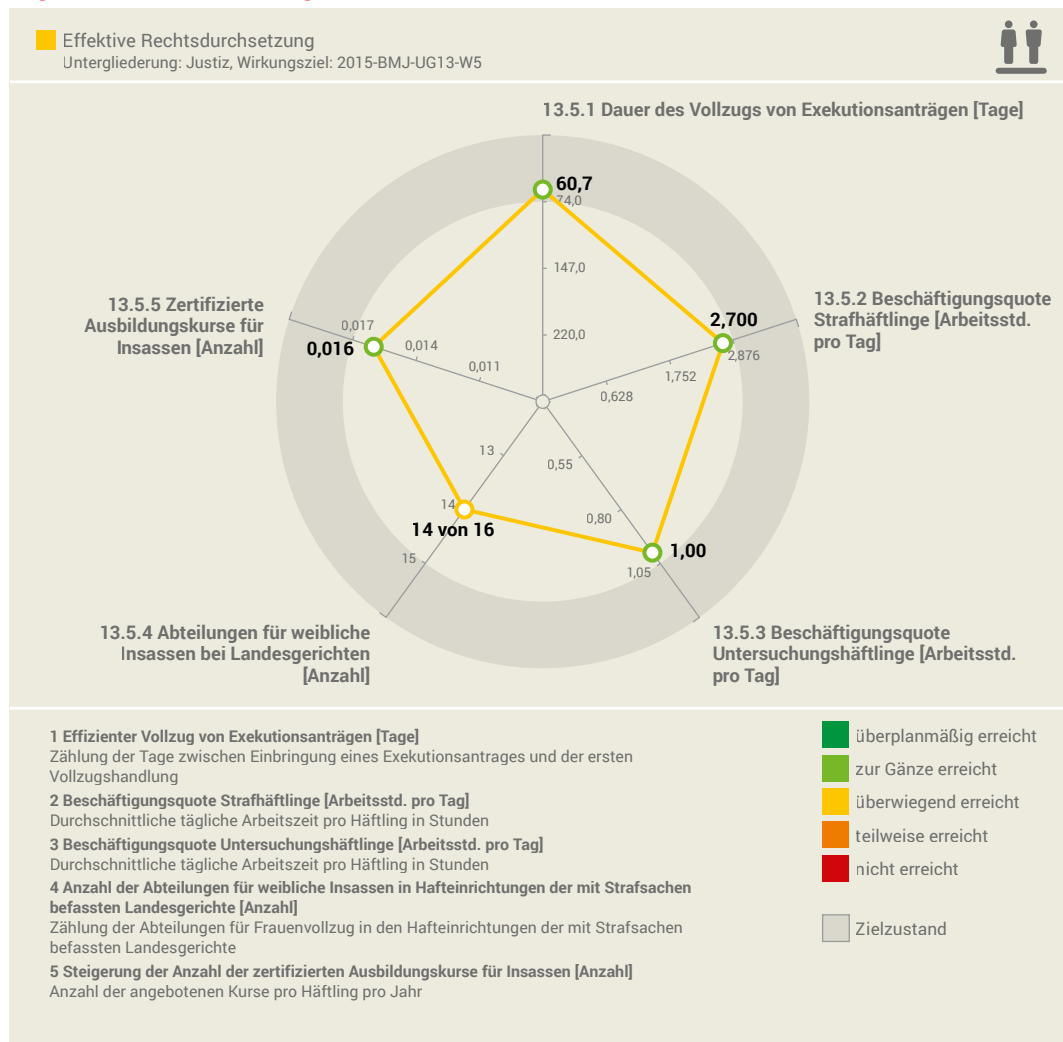 Effektive Rechtsdurchsetzung
Untergliederung: Justiz, Wirkungsziel: 2015-BMJ-UG13-W5
13.5.1 Dauer des Vollzugs von Exekutionsanträgen [Tage]
60,7
74,0
147,0
220,0
13.5.2 Beschäftigungsquote
Strafhäftlinge [Arbeitsstd.
pro Tag]
2,700
2,876
1,752
0,628
13.5.5 Zertifizierte
Ausbildungskurse für
Insassen [Anzahl]
0,017
0,016
0,014
0,011
13
14
14 von 16
15
0,55
0,80
1,00
1,05
13.5.4 Abteilungen für weibliche
Insassen bei Landesgerichten
[Anzahl]
13.5.3 Beschäftigungsquote
Untersuchungshäftlinge [Arbeitsstd.
pro Tag]
1 Effizienter Vollzug von Exekutionsanträgen [Tage]
Zählung der Tage zwischen Einbringung eines Exekutionsantrages und der ersten
Vollzugshandlung
2 Beschäftigungsquote Strafhäftlinge [Arbeitsstd. pro Tag]
Durchschnittliche tägliche Arbeitszeit pro Häftling in Stunden
3 Beschäftigungsquote Untersuchungshäftlinge [Arbeitsstd. pro Tag]
Durchschnittliche tägliche Arbeitszeit pro Häftling in Stunden
4 Anzahl der Abteilungen für weibliche Insassen in Hafteinrichtungen der mit Strafsachen
befassten Landesgerichte [Anzahl]
Zählung der Abteilungen für Frauenvollzug in den Hafteinrichtungen der mit Strafsachen
befassten Landesgerichte
5 Steigerung der Anzahl der zertifizierten Ausbildungskurse für Insassen [Anzahl]
Anzahl der angebotenen Kurse pro Häftling pro Jahr
überplanmäßig erreicht
zur Gänze erreicht
überwiegend erreicht
teilweise erreicht
nicht erreicht
Zielzustand